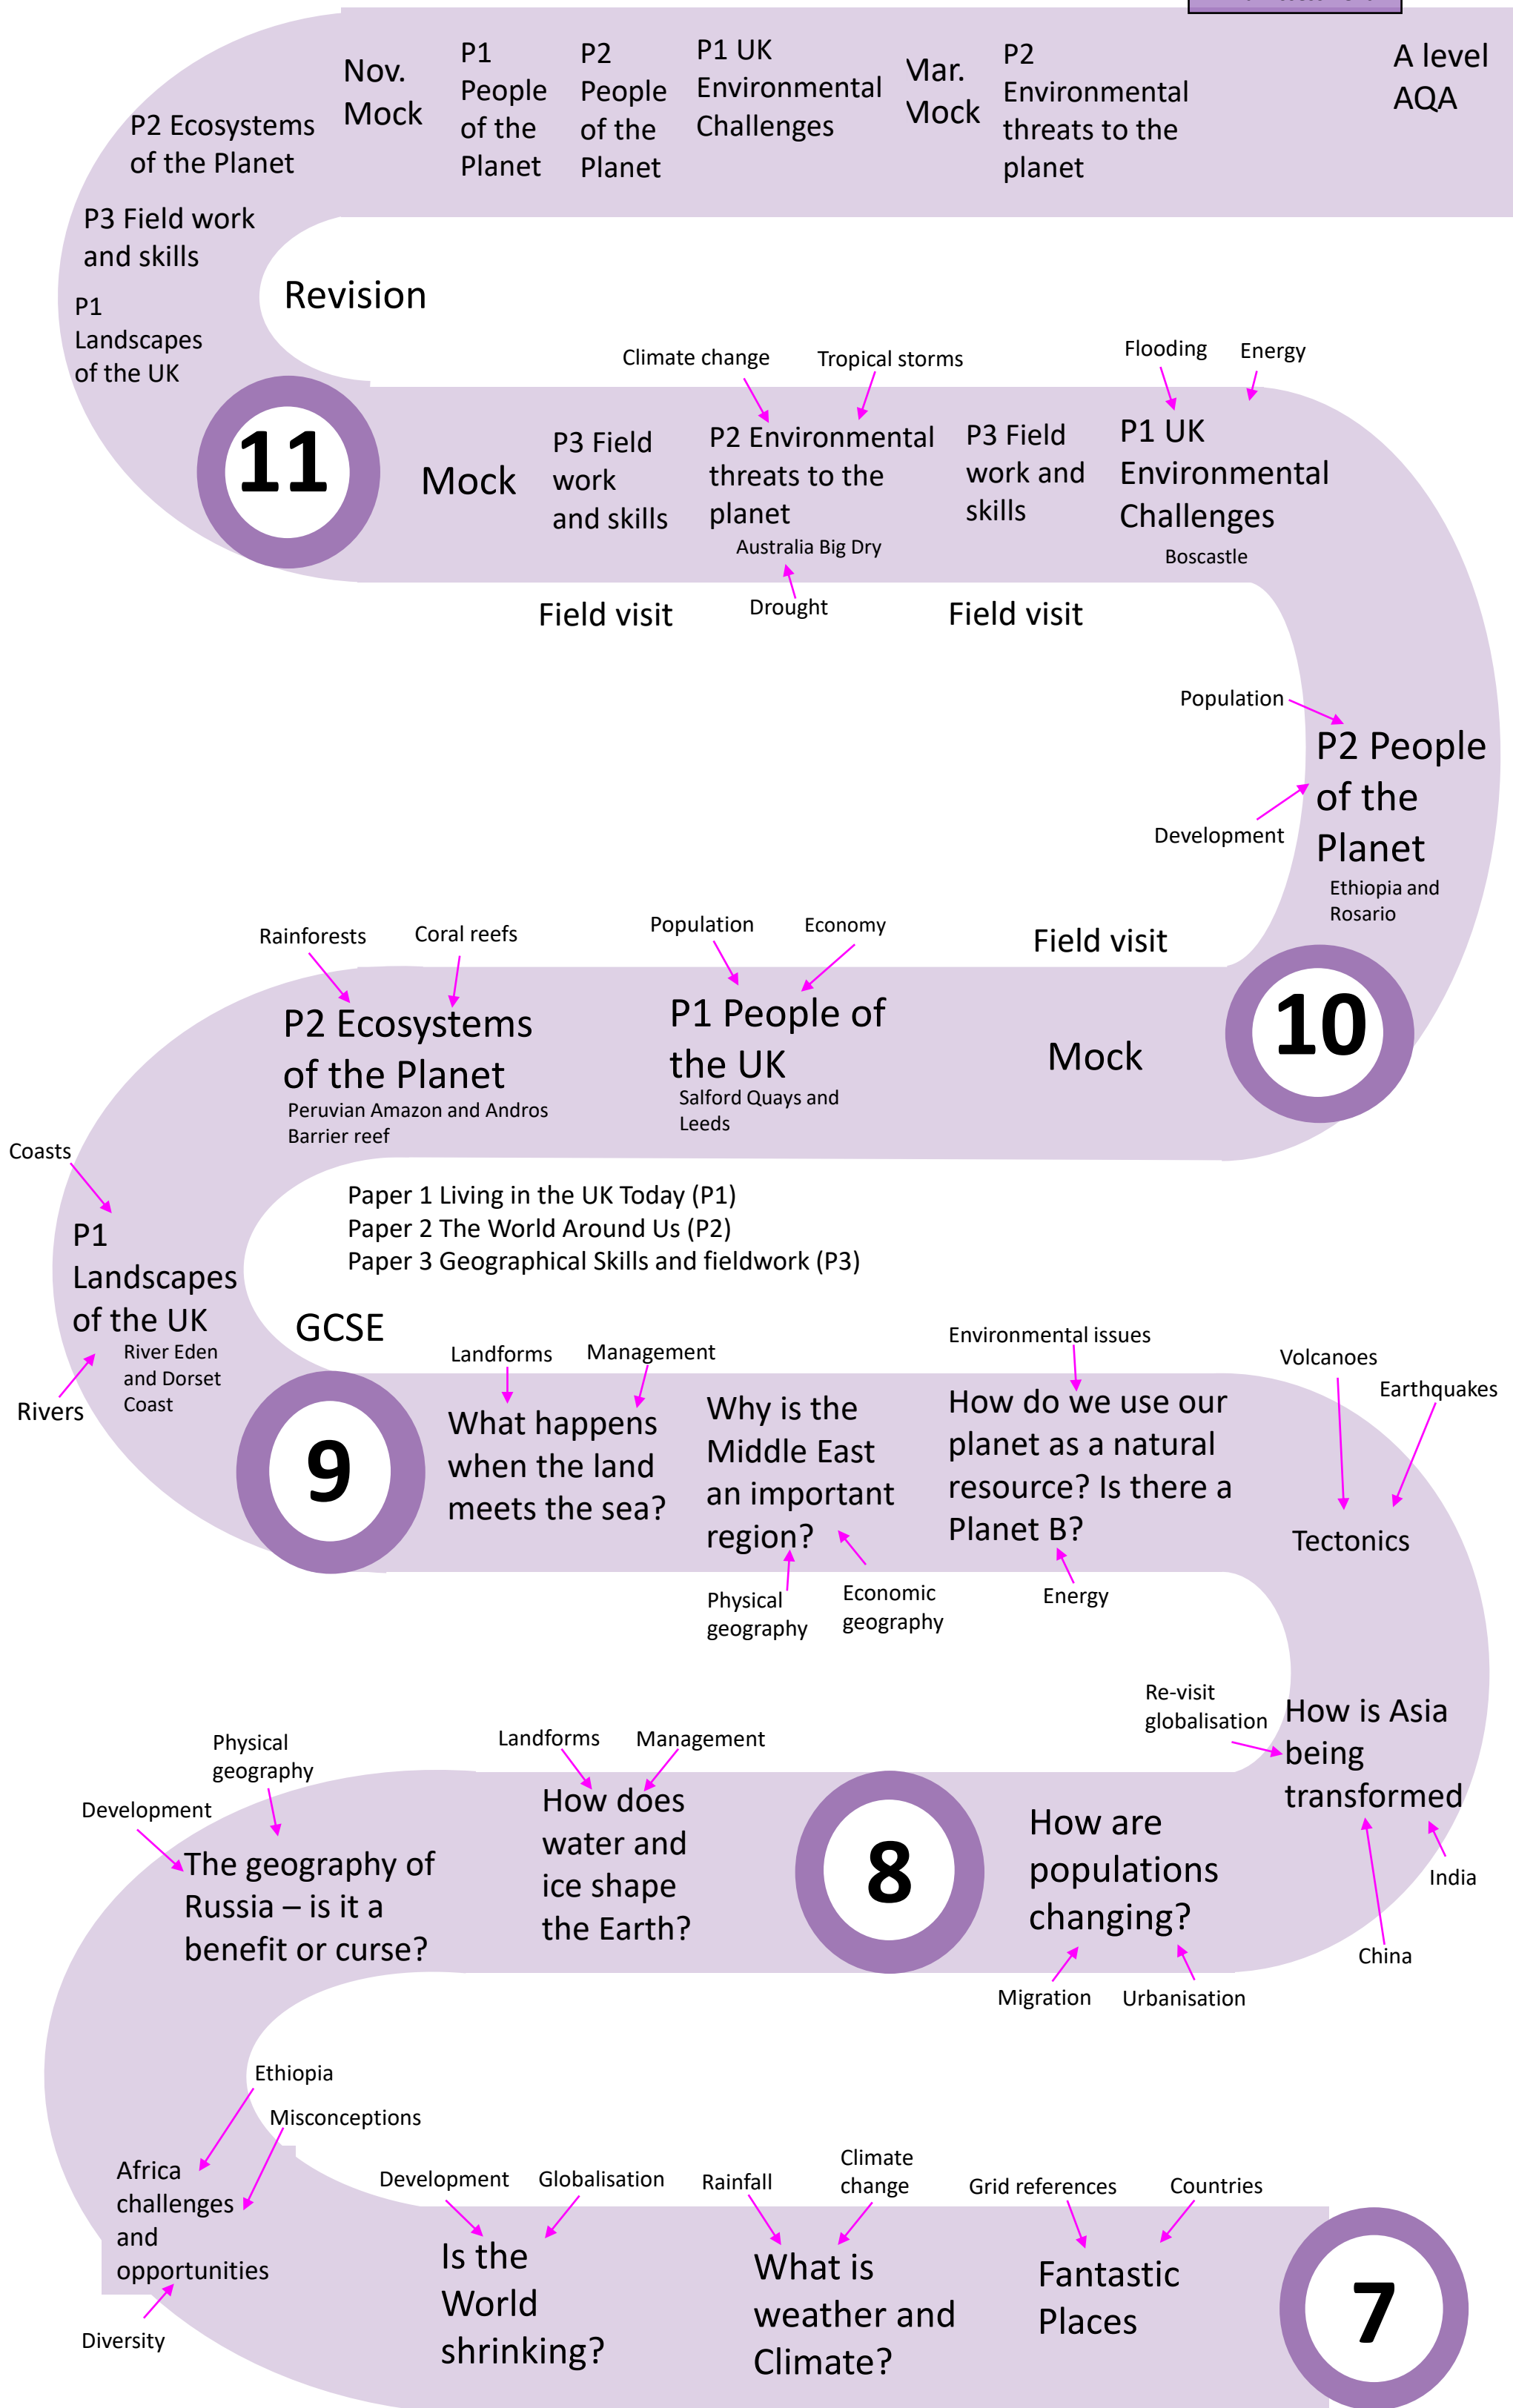 Nov.
Mock
P1
People
of the
Planet
P2
People
of the
Planet
P1 UK
Environmental
Challenges
Mar.
Mock
P2
Environmental
threats to the
planet
A level
AQA
P2 Ecosystems
of the Planet
P3 Field work
and skills
P1
Landscapes
of the UK
Revision
11
Mock
P3 Field
work
and skills
Climate change
Tropical storms
P2 Environmental
threats to the
planet
Australia Big Dry
Drought
P3 Field
work and
skills
Flooding
Energy
P1 UK
Environmental
Challenges
Boscastle
Field visit
Field visit
Population
P2 People
of the
Planet
Development
Ethiopia and
Rosario
Field visit
10
Mock
Population
Economy
P1 People of
the UK
Salford Quays and
Leeds
Rainforests
Coral reefs
P2 Ecosystems
of the Planet
Peruvian Amazon and Andros
Barrier reef
Coasts
P1
Landscapes
of the UK
River Eden
and Dorset
Coast
Rivers
Paper 1 Living in the UK Today (P1)
Paper 2 The World Around Us (P2)
Paper 3 Geographical Skills and fieldwork (P3)
GCSE
9
Landforms
Management
What happens
when the land
meets the sea?
Why is the
Middle East
an important
region?
Physical
geography
Economic
geography
Environmental issues
How do we use our
planet as a natural
resource? Is there a
Planet B?
Energy
Volcanoes
Earthquakes
Tectonics
Re-visit
globalisation
How is Asia
being
transformed
India
China
How are
populations
changing?
Migration
Urbanisation
8
Landforms
Management
How does
water and
ice shape
the Earth?
Physical
geography
Development
The geography of
Russia – is it a
benefit or curse?
Ethiopia
Misconceptions
Africa
challenges
and
opportunities
Diversity
Development
Globalisation
Is the
World
shrinking?
Rainfall
Climate
change
What is
weather and
Climate?
Grid references
Countries
Fantastic
Places
7